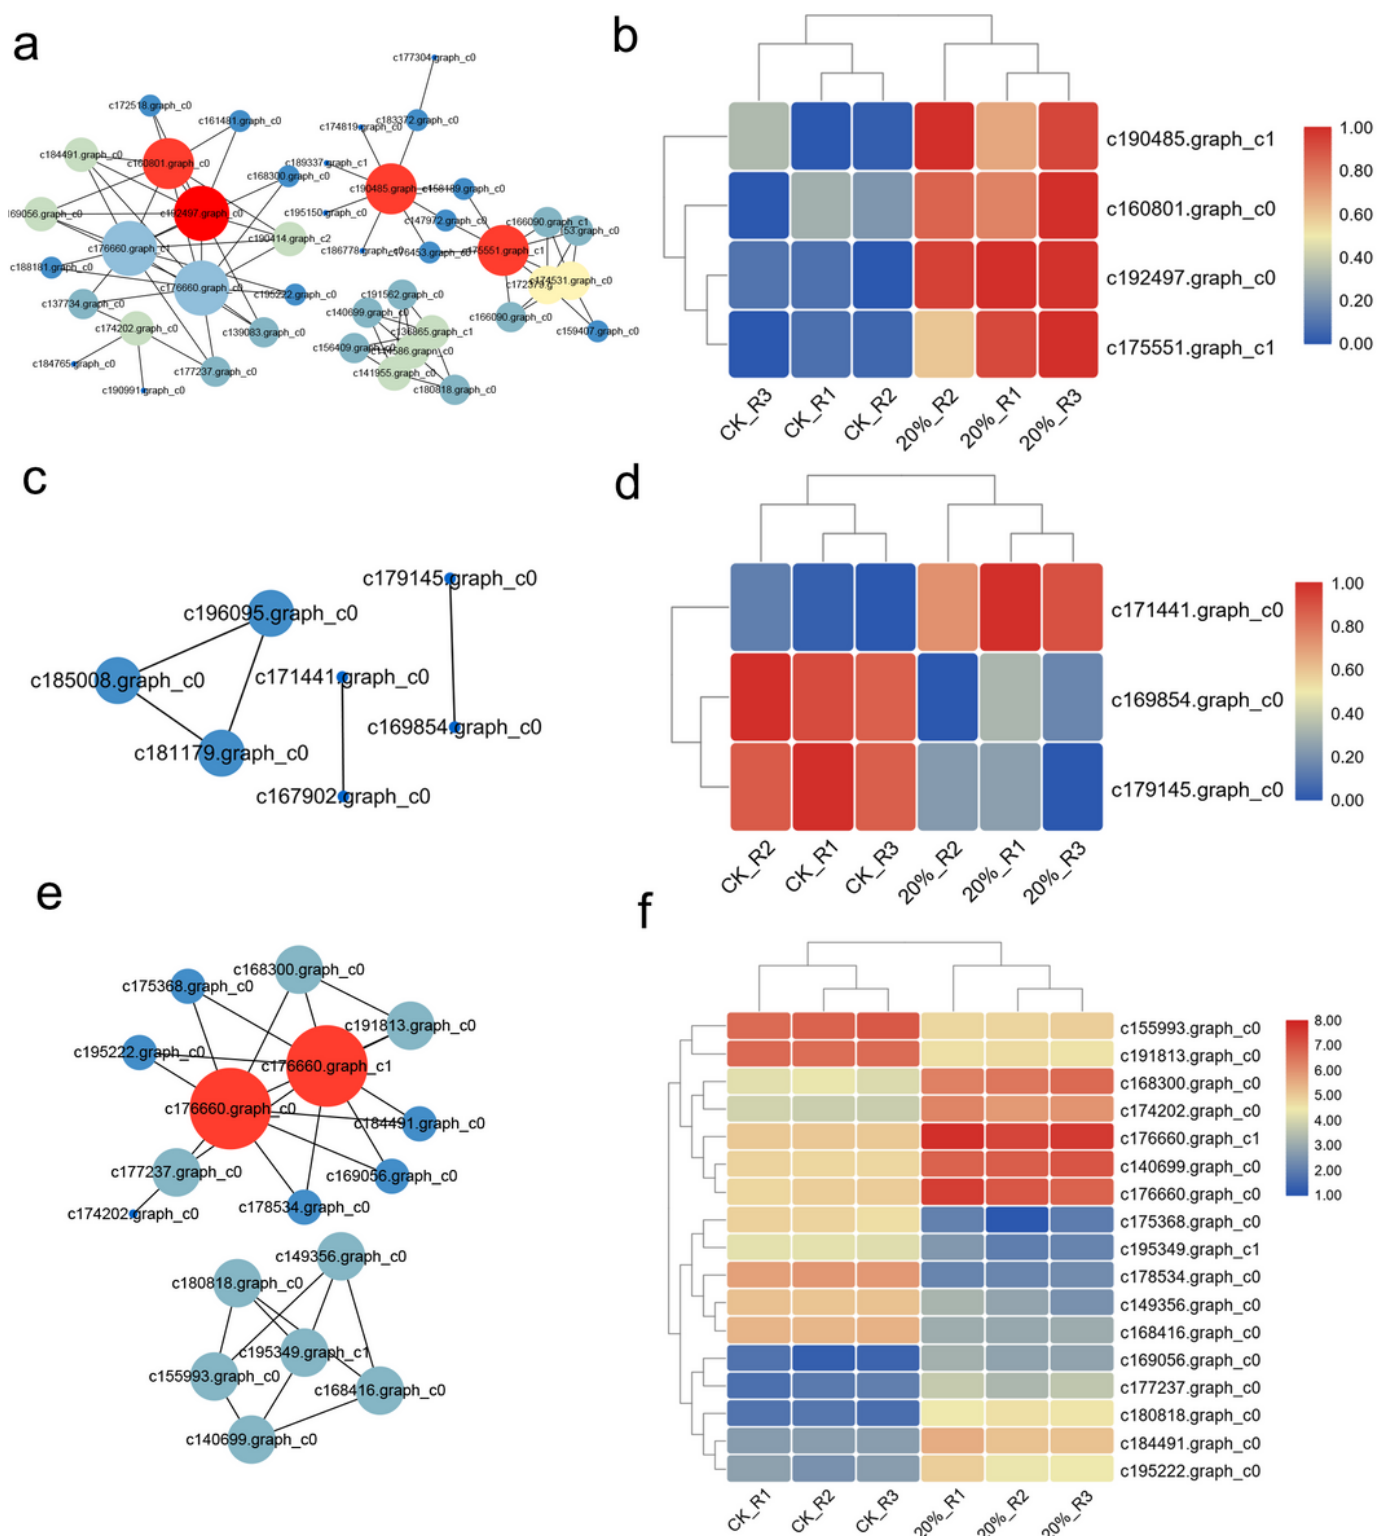 a
c177304.graph_c0
c172518.graph_c0
c161481.graph_c0
c174819.graph_c0
c183372.graph_c0
c184491.graph_c0
c160801.graph_c0
c189337.graph_c1
c168300.graph_c0
c190485.graph_c1
c158189.graph_c0
c192497.graph_c0
c195150.graph_c0
c147972.graph_c0
c166090.graph_c1
c190414.graph_c2
c176660.graph_c1
c186778.graph_c0
c176453.graph_c0
c175551.graph_c1
c188181.graph_c0
c174531.graph_c0
c195222.graph_c0
c191562.graph_c0
c137734.graph_c0
c176660.graph_c0
c140699.graph_c0
c166090.graph_c0
c174202.graph_c0
c139083.graph_c0
c136865.graph_c1
c159407.graph_c0
c156409.graph_c0
c184765.graph_c0
c177237.graph_c0
c141955.graph_c0
c190991.graph_c0
c180818.graph_c0
b
c190485.graph_c1
c160801.graph_c0
c192497.graph_c0
c175551.graph_c1
CK_R3
CK_R1
CK_R2
20%_R2
20%_R1
20%_R3
1.00
0.80
0.60
0.40
0.20
0.00
c
c179145.graph_c0
c196095.graph_c0
c185008.graph_c0
c171441.graph_c0
c169854.graph_c0
c181179.graph_c0
c167902.graph_c0
d
c171441.graph_c0
c169854.graph_c0
c179145.graph_c0
CK_R2
CK_R1
CK_R3
20%_R2
20%_R1
20%_R3
1.00
0.80
0.60
0.40
0.20
0.00
e
c168300.graph_c0
c175368.graph_c0
c191813.graph_c0
c195222.graph_c0
c176660.graph_c1
c176660.graph_c0
c184491.graph_c0
c177237.graph_c0
c169056.graph_c0
c174202.graph_c0
c178534.graph_c0
c149356.graph_c0
c180818.graph_c0
c195349.graph_c1
c155993.graph_c0
c168416.graph_c0
c140699.graph_c0
f
c155993.graph_c0
c191813.graph_c0
c168300.graph_c0
c174202.graph_c0
c176660.graph_c1
c140699.graph_c0
c176660.graph_c0
c175368.graph_c0
c195349.graph_c1
c178534.graph_c0
c149356.graph_c0
c168416.graph_c0
c169056.graph_c0
c177237.graph_c0
c180818.graph_c0
c184491.graph_c0
c195222.graph_c0
CK_R1
CK_R2
CK_R3
20%_R1
20%_R2
20%_R3
8.00
7.00
6.00
5.00
4.00
3.00
2.00
1.00